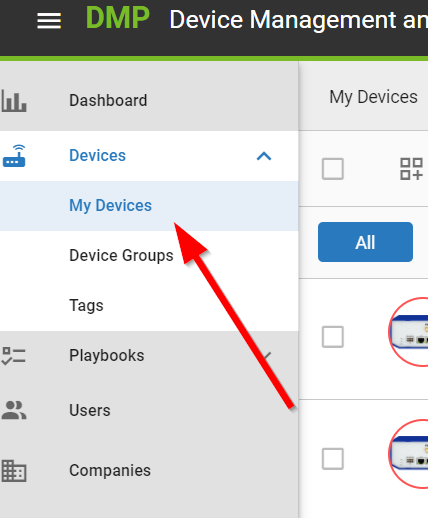 DMP Device Management an
Dashboard
My Devices
Devices
My Devices
All
Device Groups
Tags
Playbooks
Users
Companies